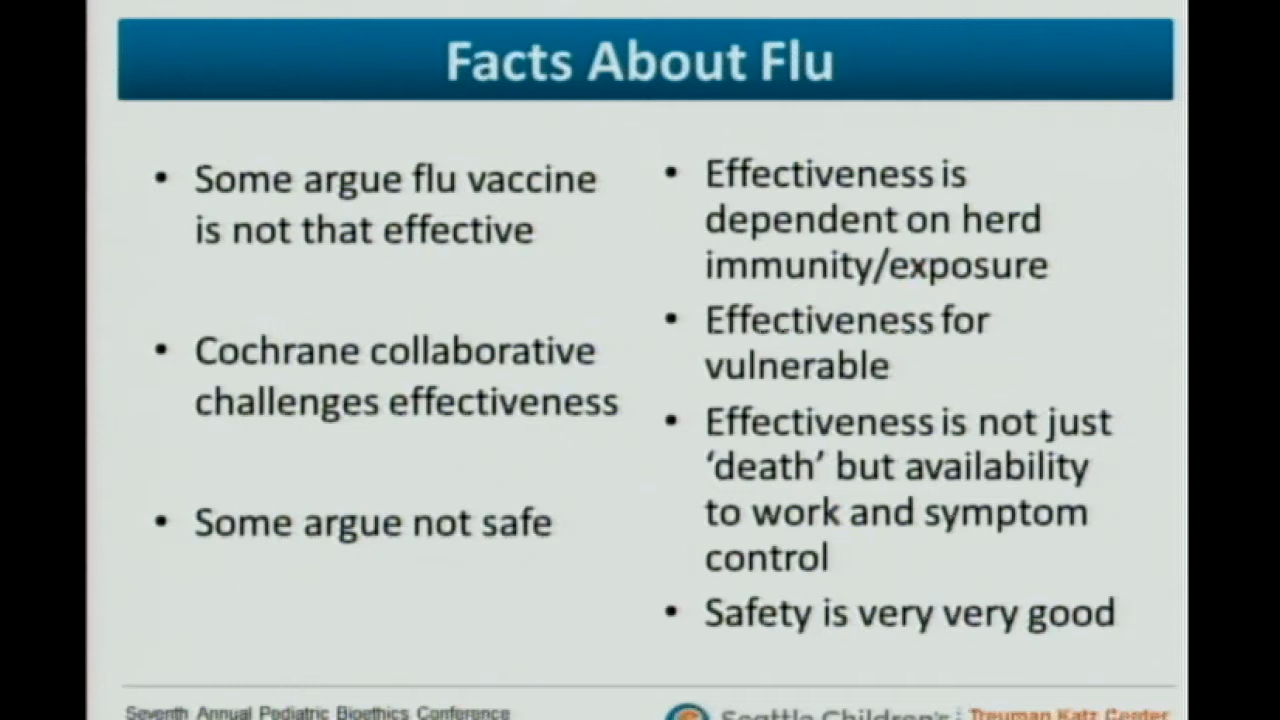 Facts About Flu
• Some argue flu vaccine
is not that effective
• Cochrane collaborative
challenges effectiveness
• Some argue not safe
• Effectiveness is
dependent on herd
immunity/exposure
• Effectiveness for
vulnerable
• Effectiveness is not just
‘death’ but availability
to work and symptom
control
• Safety is very very good
Seventh Annual Pediatric Bioethics Conference
Seattle Children's
Treuman Katz Center